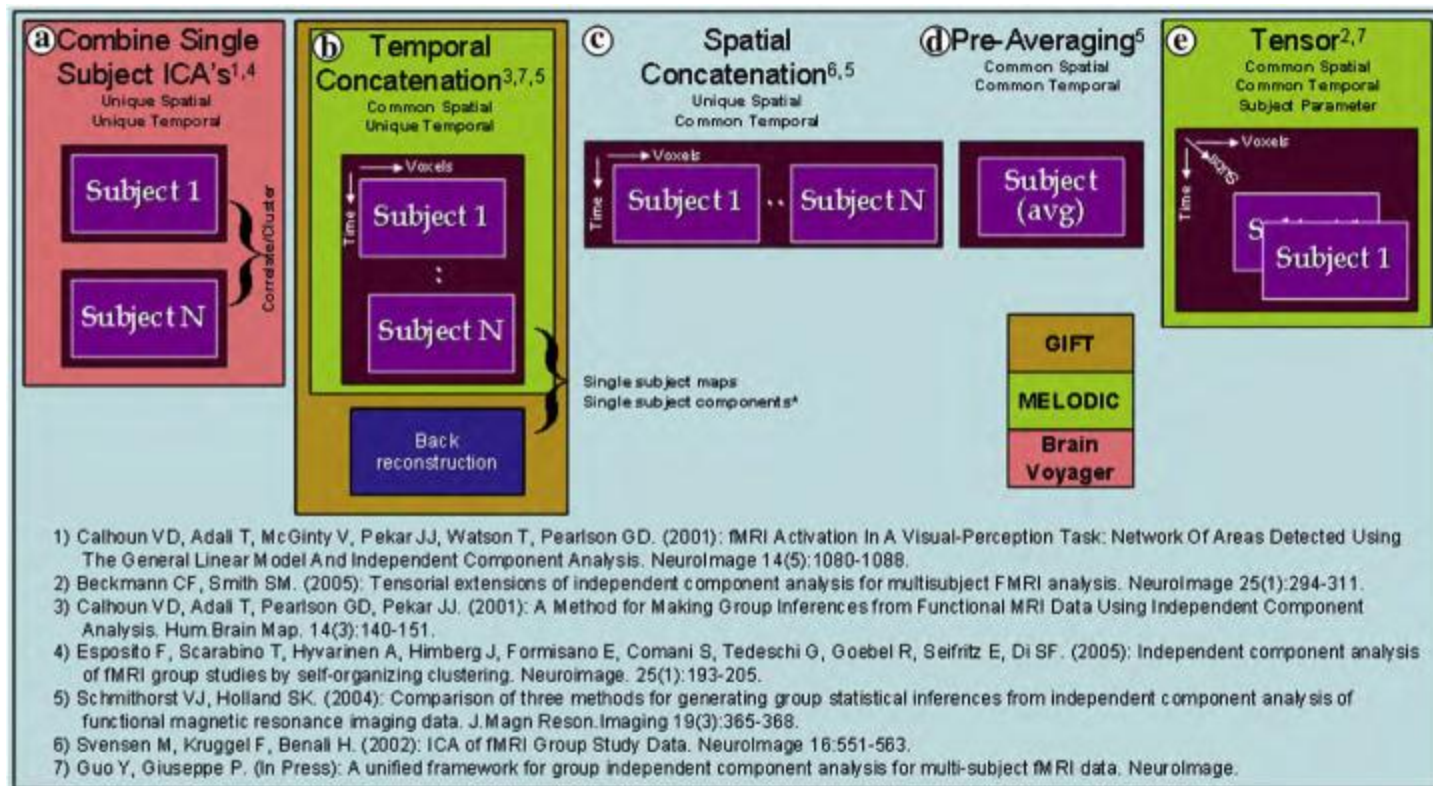 a Combine Single
Subject ICA's1,4
Unique Spatial
Unique Temporal
Subject 1
Subject N
Correlate/Cluster
b Temporal
Concatenation3,7,5
Common Spatial
Unique Temporal
Voxels
Time
Subject 1
:
Subject N
Back
reconstruction
Single subject maps
Single subject components*
c Spatial
Concatenation6,5
Unique Spatial
Common Temporal
Voxels
Time
Subject 1 .. Subject N
d Pre-Averaging5
Common Spatial
Common Temporal
Subject
(avg)
e Tensor2,7
Common Spatial
Common Temporal
Subject Parameter
Voxels
Time
Subject 1
GIFT
MELODIC
Brain
Voyager
1) Calhoun VD, Adali T, McGinty V, Pekar JJ, Watson T, Pearlson GD. (2001): fMRI Activation In A Visual-Perception Task: Network Of Areas Detected Using
The General Linear Model And Independent Component Analysis. NeuroImage 14(5):1080-1088.
2) Beckmann CF, Smith SM. (2005): Tensorial extensions of independent component analysis for multisubject FMRI analysis. NeuroImage 25(1):294-311.
3) Calhoun VD, Adali T, Pearlson GD, Pekar JJ. (2001): A Method for Making Group Inferences from Functional MRI Data Using Independent Component
Analysis. Hum.Brain Map. 14(3):140-151.
4) Esposito F, Scarabino T, Hyvarinen A, Himberg J, Formisano E, Comani S, Tedeschi G, Goebel R, Seifritz E, Di SF. (2005): Independent component analysis
of fMRI group studies by self-organizing clustering. Neuroimage. 25(1):193-205.
5) Schmithorst VJ, Holland SK. (2004): Comparison of three methods for generating group statistical inferences from independent component analysis of
functional magnetic resonance imaging data. J.Magn Reson.Imaging 19(3):365-368.
6) Svensen M, Kruggel F, Benali H. (2002): ICA of fMRI Group Study Data. NeuroImage 16:551-563.
7) Guo Y, Giuseppe P. (In Press): A unified framework for group independent component analysis for multi-subject fMRI data. NeuroImage.